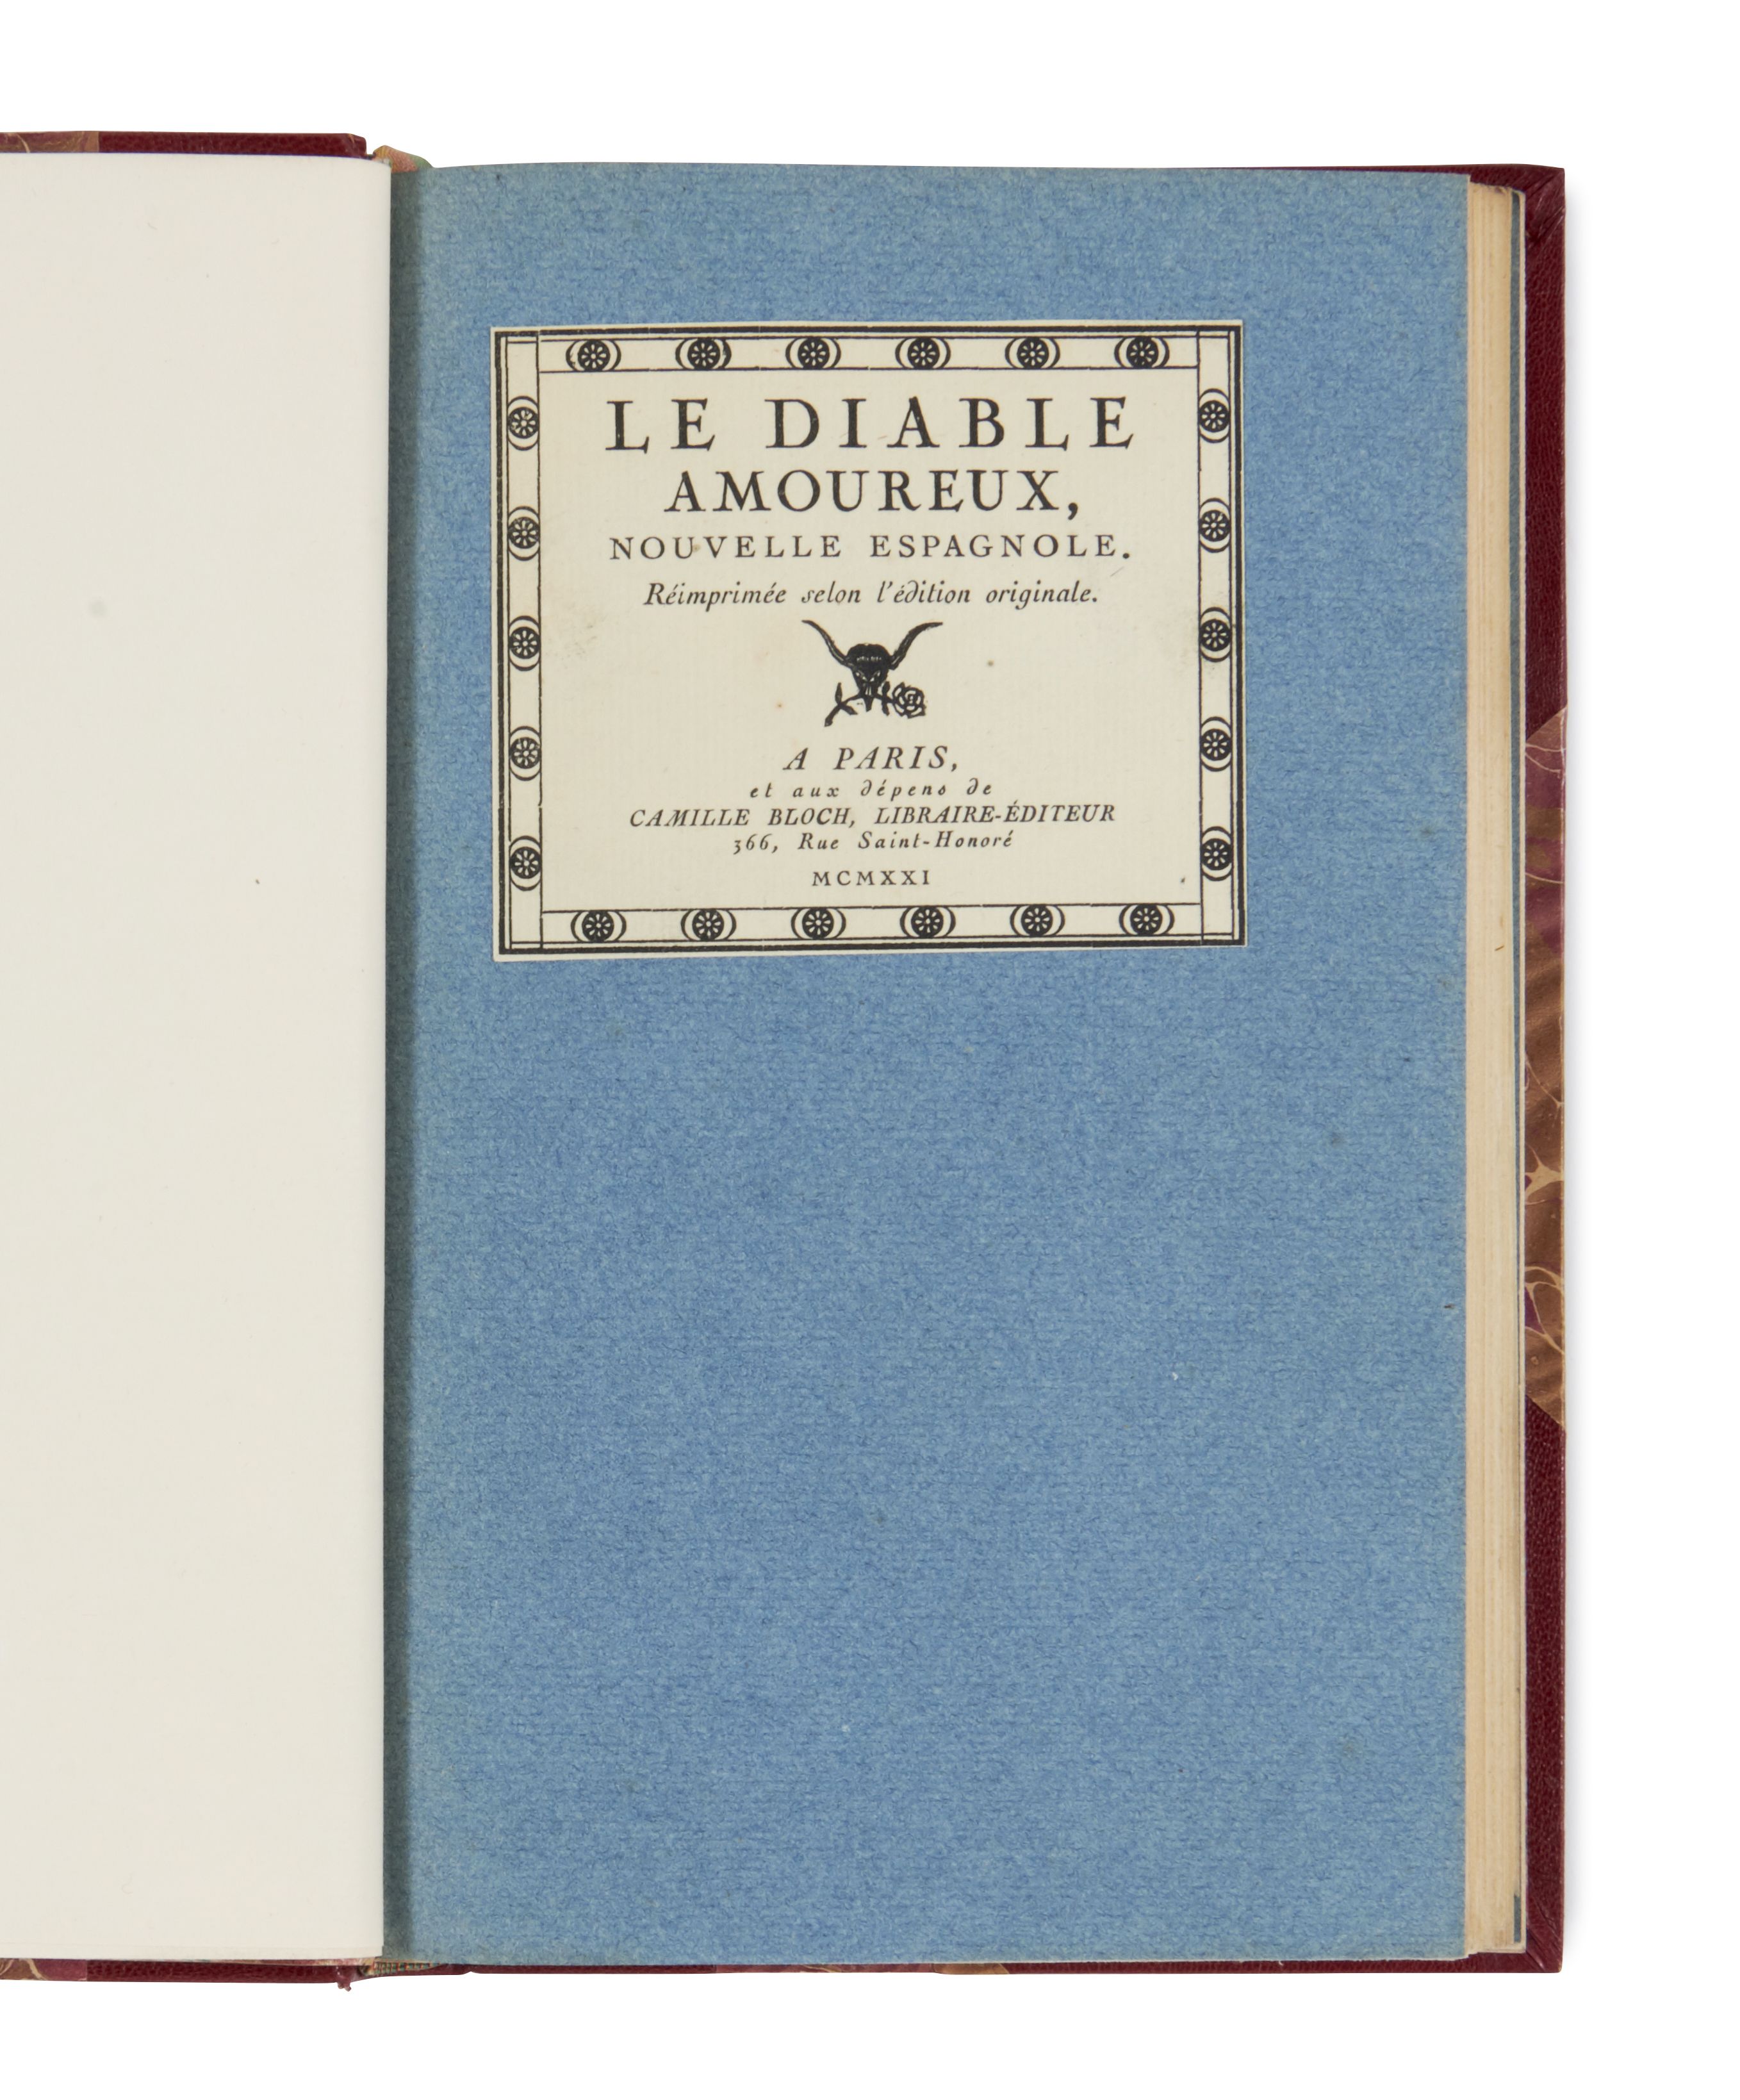 LE DIABLE
AMOUREUX,
NOUVELLE ESPAGNOLE.
Réimprimée selon l'édition originale.
A PARIS,
et aux dépens de
CAMILLE BLOCH, LIBRAIRE-ÉDITEUR
366, Rue Saint-Honoré
MCMXXI